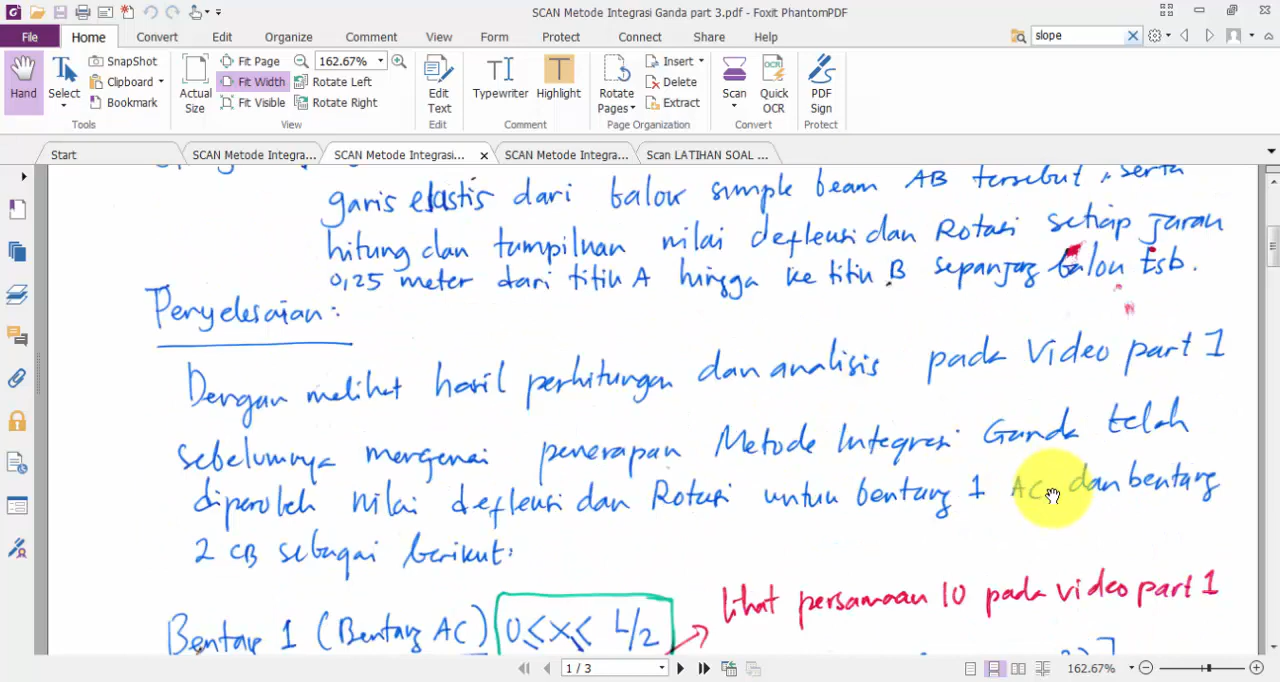 SCAN Metode Integrasi Ganda part 3.pdf - Foxit PhantomPDF
File Home Convert Edit Organize Comment View Form Protect Connect Share Help slope
Hand Select SnapShot Clipboard Bookmark
Actual Size Fit Page Fit Width Fit Visible 162.67% Rotate Left Rotate Right
Edit Text Typewriter Highlight
Rotate Pages Insert Delete Extract
Scan Quick OCR PDF Sign
Tools View Edit Comment Page Organization Convert Protect
Start SCAN Metode Integra... SCAN Metode Integrasi... SCAN Metode Integra... Scan LATIHAN SOAL ...
garis elastis dari balok simple beam AB tersebut, serta
hitung dan tampilkan nilai defleksi dan Rotasi setiap jarak
0,25 meter dari titik A hingga ke titik B sepanjang balok tsb.
Penyelesaian:
Dengan melihat hasil perhitungan dan analisis pada Video part 1
sebelumnya mengenai penerapan Metode Integrasi Ganda telah
diperoleh nilai defleksi dan Rotasi untuk bentang 1 AC dan bentang
2 CB sebagai berikut:
lihat persamaan 10 pada video part 1
Bentang 1 (Bentang AC) 0≤x≤ L/2
1 / 3 162.67%